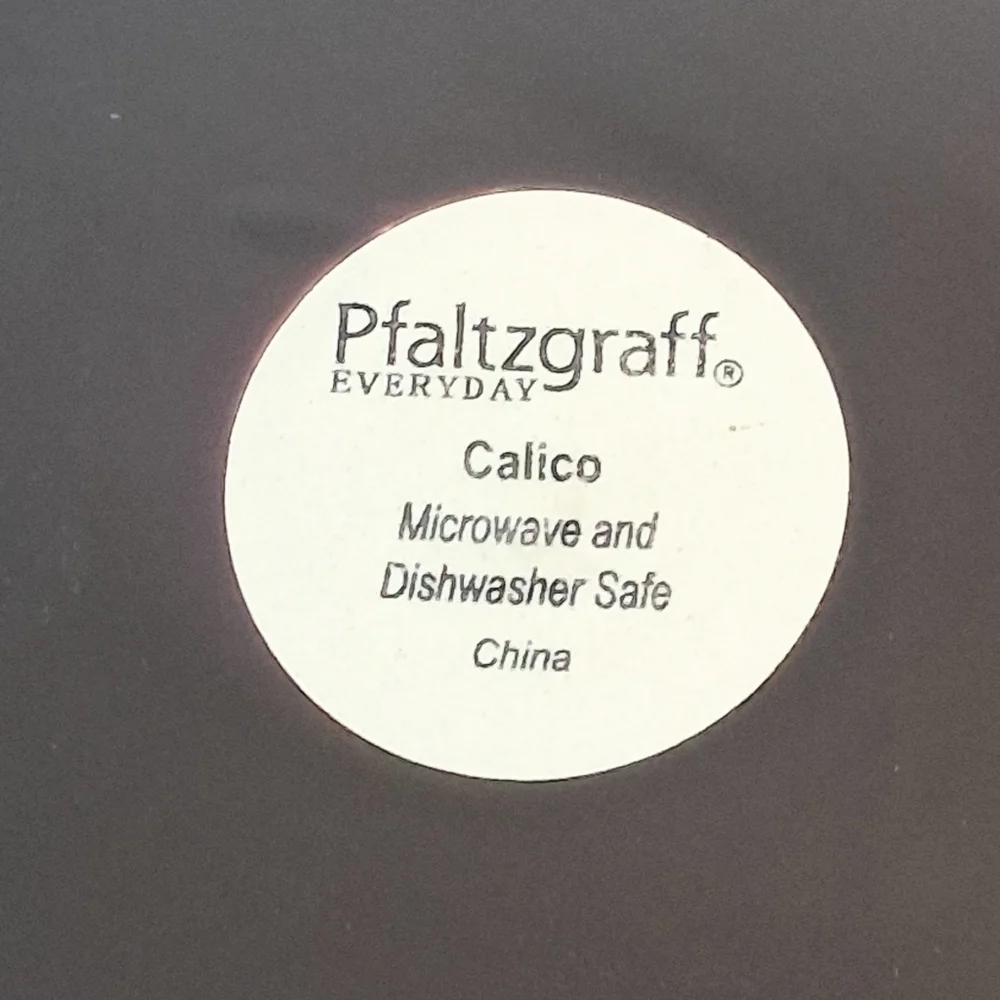 Pfaltzgraff®
EVERYDAY
Calico
Microwave and
Dishwasher Safe
China